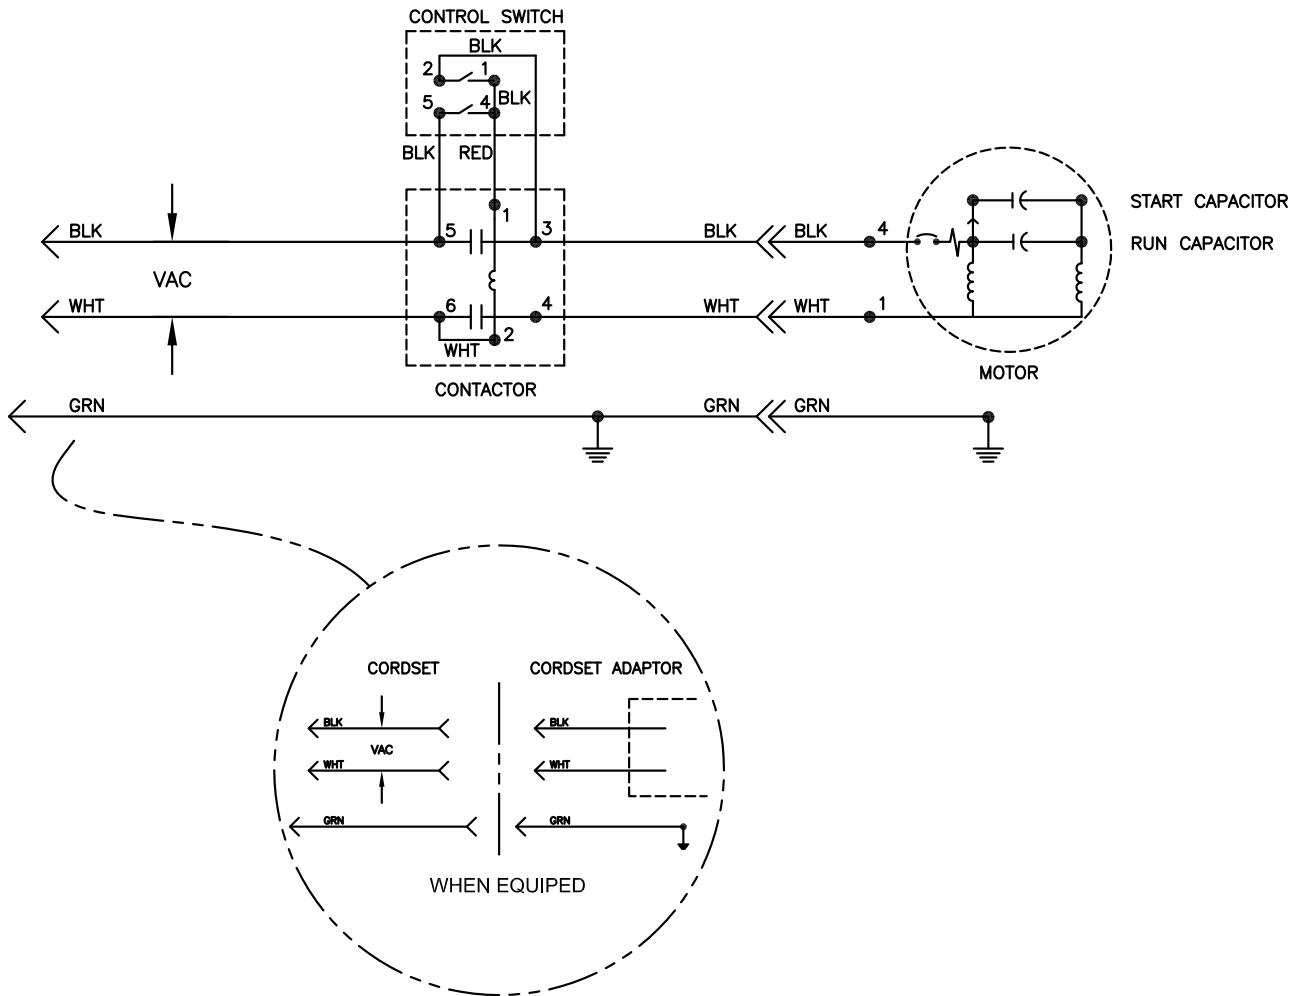 CONTROL SWITCH
BLK
2 1
BLK
5 4
BLK RED
1
BLK 5 3 BLK BLK 4
START CAPACITOR
RUN CAPACITOR
VAC
WHT 6 4 WHT WHT 1
2
WHT
CONTACTOR
MOTOR
GRN GRN GRN
CORDSET CORDSET ADAPTOR
BLK BLK
VAC
WHT WHT
GRN GRN
WHEN EQUIPED